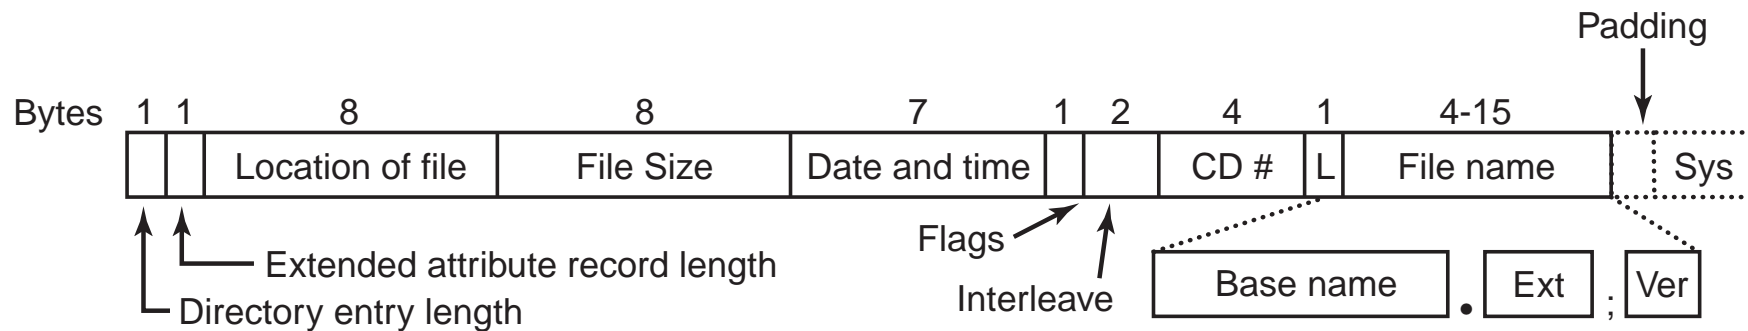 Padding
Bytes 1 1 8 8 7 1 2 4 1 4-15
Location of file File Size Date and time CD # L File name Sys
Flags
Extended attribute record length
Interleave
Base name . Ext ; Ver
Directory entry length